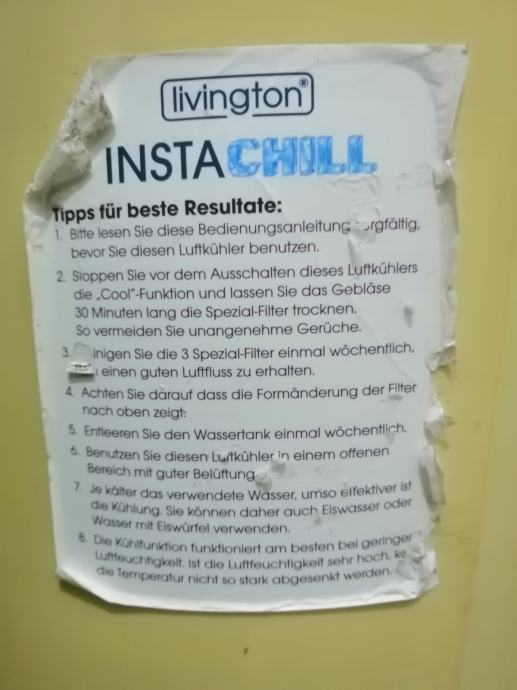 livington®
INSTACHILL
Tipps für beste Resultate:
1. Bitte lesen Sie diese Bedienungsanleitung rgfältig,
bevor Sie diesen Luftkühler benutzen.
2. Stoppen Sie vor dem Ausschalten dieses Luftkühlers
die „Cool“-Funktion und lassen Sie das Gebläse
30 Minuten lang die Spezial-Filter trocknen.
So vermeiden Sie unangenehme Gerüche.
3. inigen Sie die 3 Spezial-Filter einmal wöchentlich,
einen guten Luftfluss zu erhalten.
4. Achten Sie darauf dass die Formänderung der Filter
nach oben zeigt.
5. Entleeren Sie den Wassertank einmal wöchentlich.
6. Benutzen Sie diesen Luftkühler in einem offenen
Bereich mit guter Belüftung
7. Je kälter das verwendete Wasser, umso effektiver ist
die Kühlung. Sie können daher auch Eiswasser oder
Wasser mit Eiswürfel verwenden.
8. Die Kühlfunktion funktioniert am besten bei geringer
Luftfeuchtigkeit. Ist die Luftfeuchtigkeit sehr hoch, ka
die Temperatur nicht so stark abgesenkt werden.